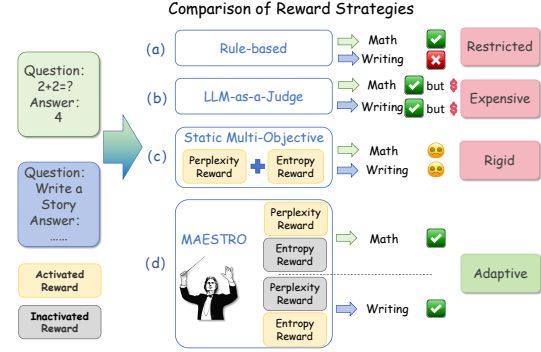 Comparison of Reward Strategies
Question:
2+2=?
Answer:
4
Question:
Write a
Story
Answer:
......
Activated
Reward
Inactivated
Reward
(a)
Rule-based
Math
Writing
Restricted
(b)
LLM-as-a-Judge
Math
but $
Writing
but $
Expensive
(c)
Static Multi-Objective
Perplexity
Reward
Entropy
Reward
Math
Writing
Rigid
(d)
MAESTRO
Perplexity
Reward
Entropy
Reward
Math
Perplexity
Reward
Entropy
Reward
Writing
Adaptive